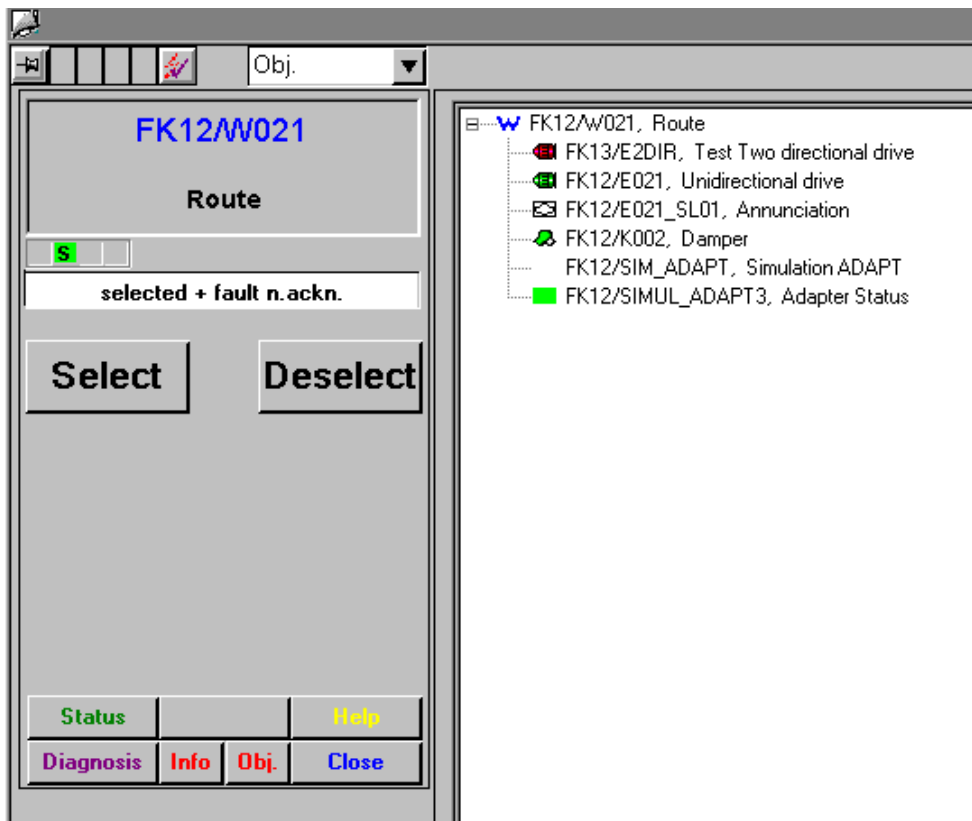 Obj.
FK12/W021
Route
S
selected + fault n.ackn.
Select
Deselect
Status
Help
Diagnosis
Info
Obj.
Close
FK12/W021, Route
FK13/E2DIR, Test Two directional drive
FK12/E021, Unidirectional drive
FK12/E021_SL01, Annunciation
FK12/K002, Damper
FK12/SIM_ADAPT, Simulation ADAPT
FK12/SIMUL_ADAPT3, Adapter Status